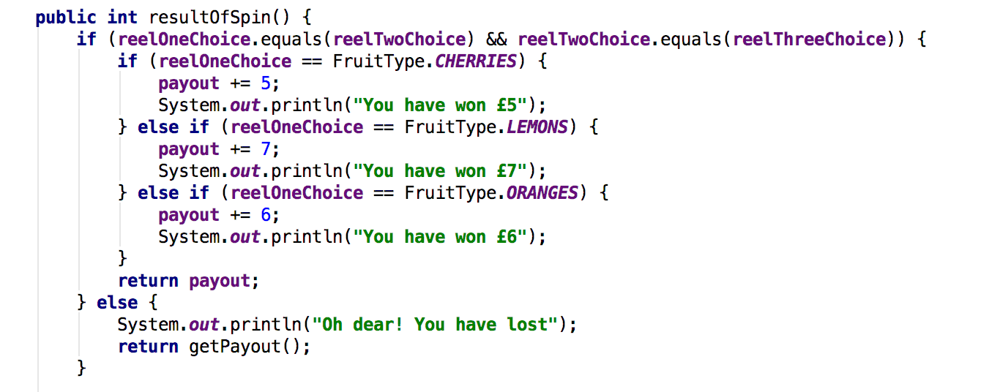 public int resultOfSpin() {
    if (reelOneChoice.equals(reelTwoChoice) && reelTwoChoice.equals(reelThreeChoice)) {
        if (reelOneChoice == FruitType.CHERRIES) {
            payout += 5;
            System.out.println("You have won £5");
        } else if (reelOneChoice == FruitType.LEMONS) {
            payout += 7;
            System.out.println("You have won £7");
        } else if (reelOneChoice == FruitType.ORANGES) {
            payout += 6;
            System.out.println("You have won £6");
        }
        return payout;
    } else {
        System.out.println("Oh dear! You have lost");
        return getPayout();
    }